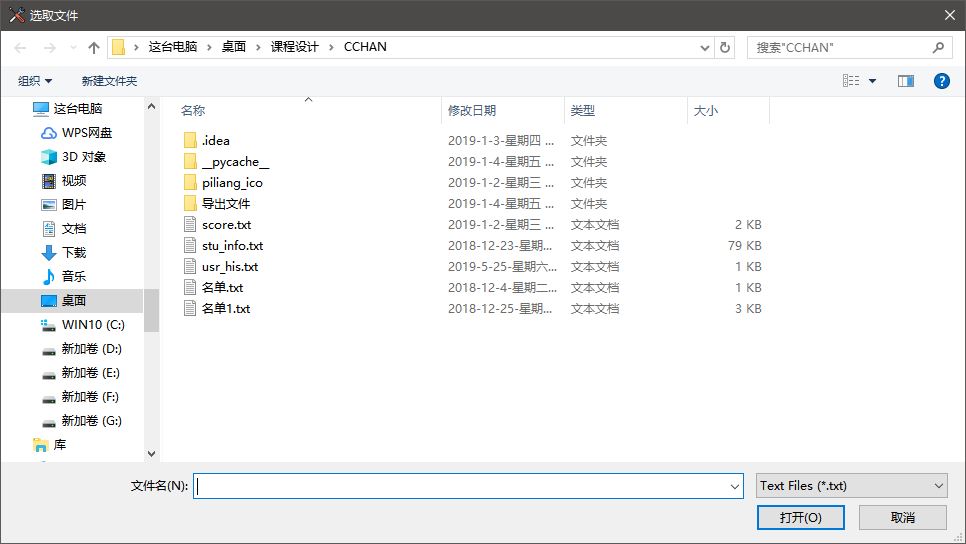 选取文件
这台电脑 › 桌面 › 课程设计 › CCHAN
搜索"CCHAN"
组织
新建文件夹
这台电脑
WPS网盘
3D 对象
视频
图片
文档
下载
音乐
桌面
WIN10 (C:)
新加卷 (D:)
新加卷 (E:)
新加卷 (F:)
新加卷 (G:)
库
名称 修改日期 类型 大小
.idea 2019-1-3-星期四 ... 文件夹
__pycache__ 2019-1-4-星期五 ... 文件夹
piliang_ico 2019-1-2-星期三 ... 文件夹
导出文件 2019-1-4-星期五 ... 文件夹
score.txt 2019-1-2-星期三 ... 文本文档 2 KB
stu_info.txt 2018-12-23-星期... 文本文档 79 KB
usr_his.txt 2019-5-25-星期六... 文本文档 1 KB
名单.txt 2018-12-4-星期二... 文本文档 1 KB
名单1.txt 2018-12-25-星期... 文本文档 3 KB
文件名(N):
Text Files (*.txt)
打开(O)
取消